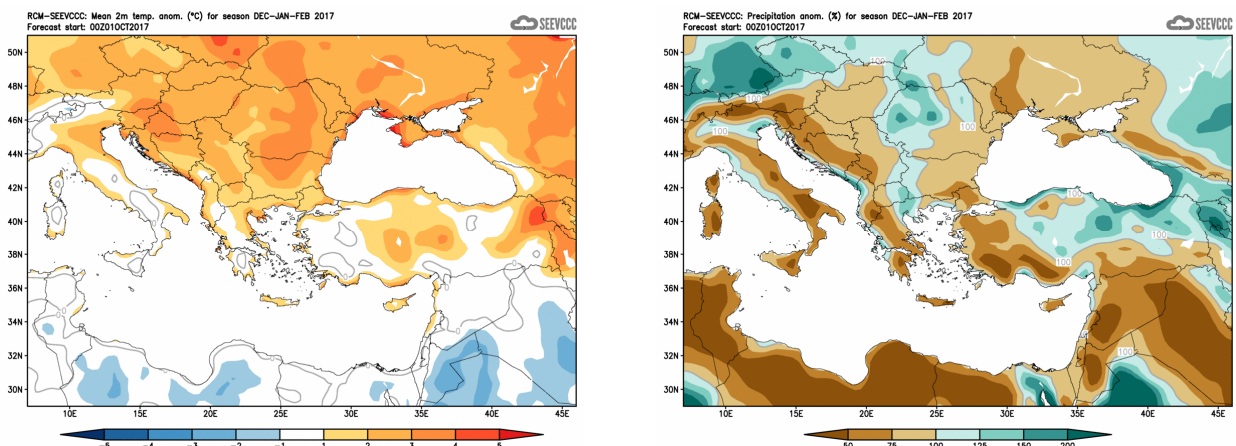 RCM-SEEVCCC: Mean 2m temp. anom. (°C) for season DEC-JAN-FEB 2017
Forecast start: 00Z01OCT2017
SEEVCCC
50N
48N
46N
44N
42N
40N
38N
36N
34N
32N
30N
10E 15E 20E 25E 30E 35E 40E 45E
-5 -4 -3 -2 -1 1 2 3 4 5
RCM-SEEVCCC: Precipitation anom. (%) for season DEC-JAN-FEB 2017
Forecast start: 00Z01OCT2017
SEEVCCC
50N
48N
46N
44N
42N
40N
38N
36N
34N
32N
30N
100
100
100
100
100
100
100
100
10E 15E 20E 25E 30E 35E 40E 45E
50 75 100 125 150 200